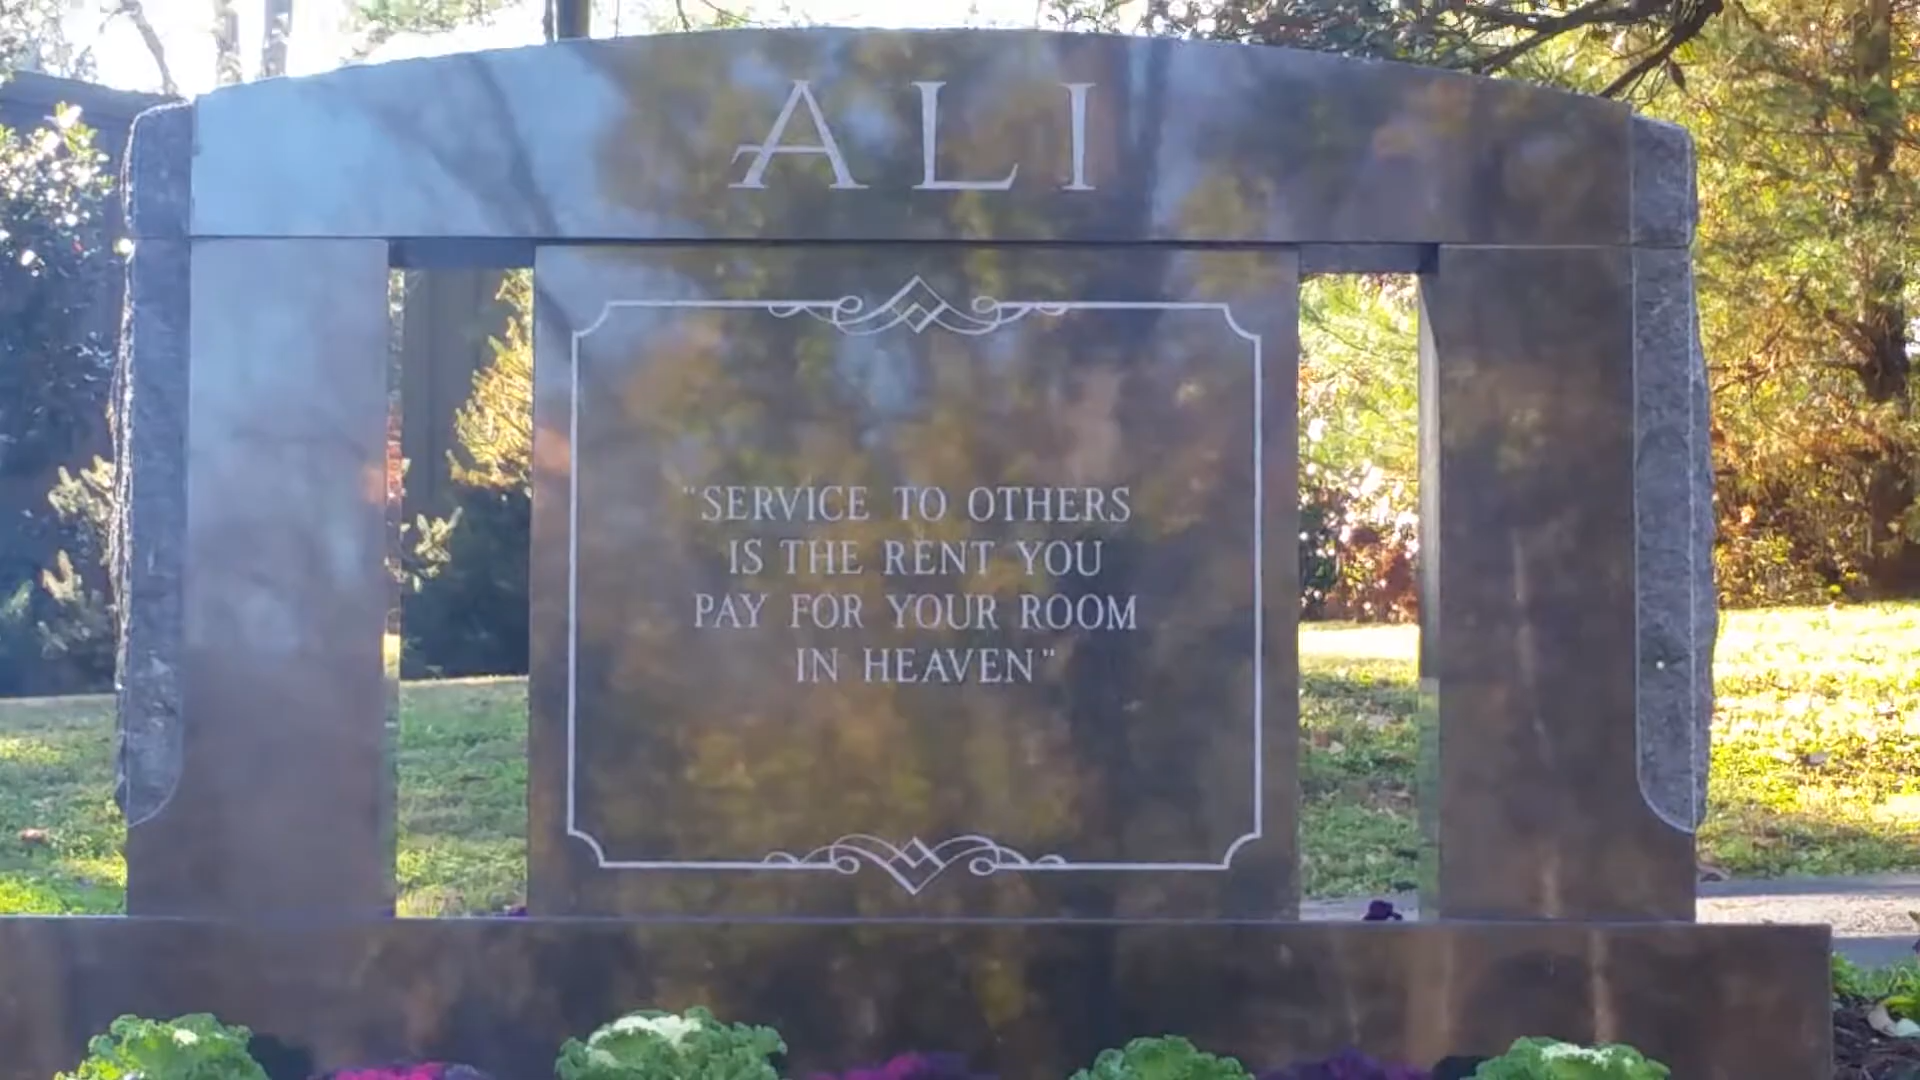 ALI
"SERVICE TO OTHERS
IS THE RENT YOU
PAY FOR YOUR ROOM
IN HEAVEN"